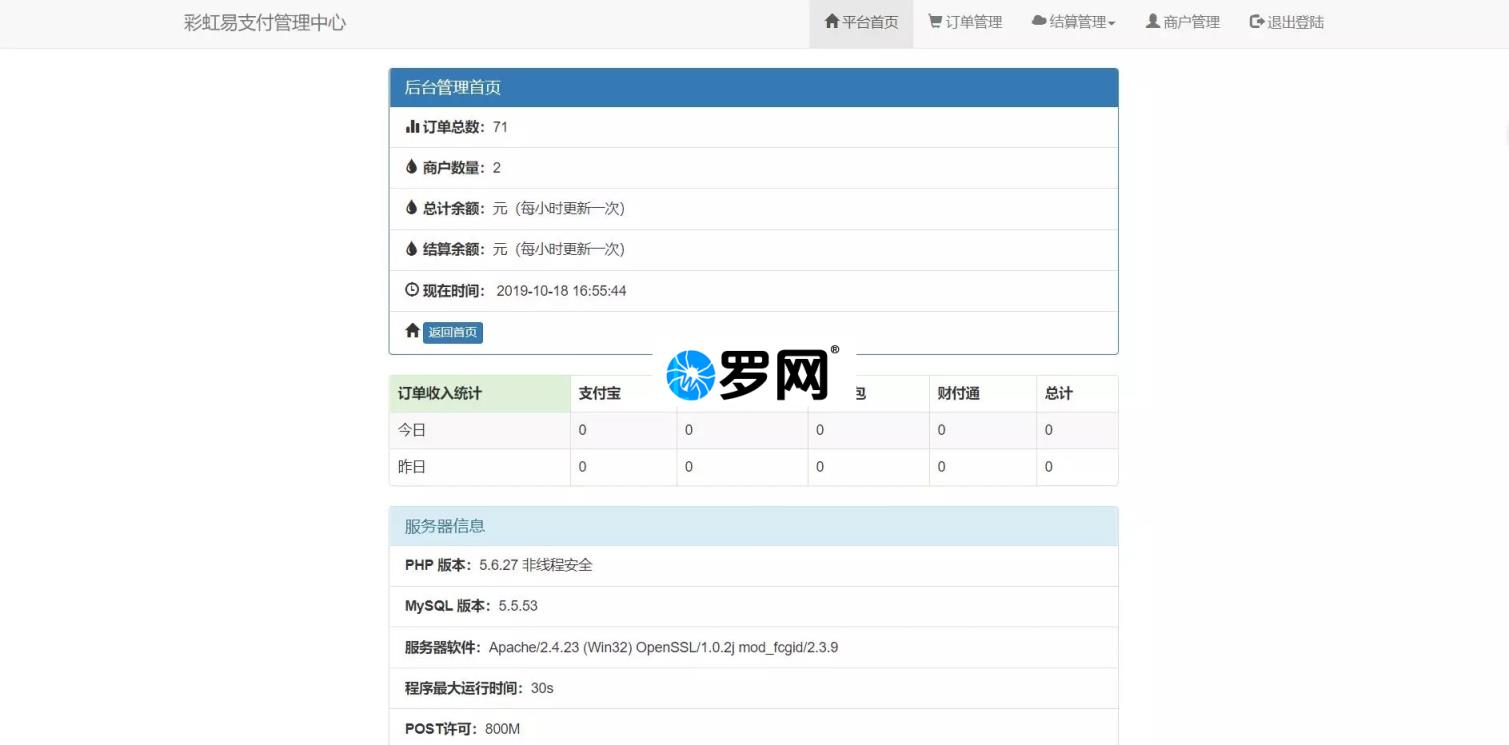 彩虹易支付管理中心
平台首页 订单管理 结算管理 商户管理 退出登陆
后台管理首页
订单总数：71
商户数量：2
总计余额：元（每小时更新一次）
结算余额：元（每小时更新一次）
现在时间： 2019-10-18 16:55:44
返回首页
罗网®
订单收入统计 支付宝 包 财付通 总计
今日 0 0 0 0 0
昨日 0 0 0 0 0
服务器信息
PHP 版本：5.6.27 非线程安全
MySQL 版本：5.5.53
服务器软件：Apache/2.4.23 (Win32) OpenSSL/1.0.2j mod_fcgid/2.3.9
程序最大运行时间：30s
POST许可：800M